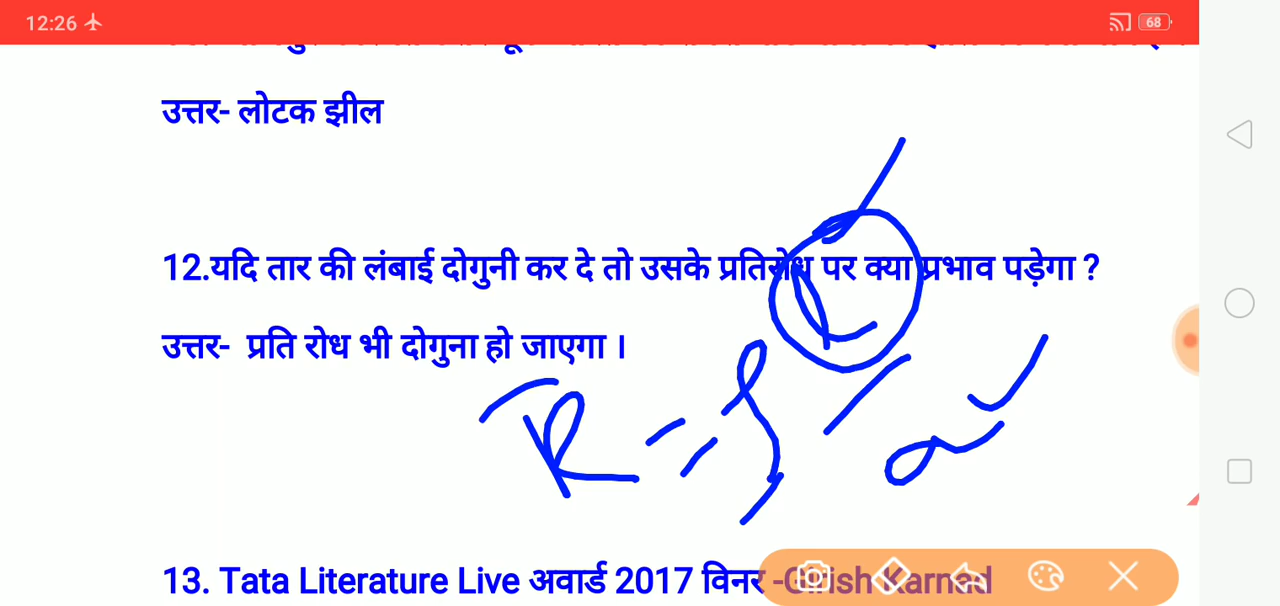 12:26
68
उत्तर- लोटक झील
12.यदि तार की लंबाई दोगुनी कर दे तो उसके प्रतिरोध पर क्या प्रभाव पड़ेगा ?
उत्तर- प्रति रोध भी दोगुना हो जाएगा ।
R =
a
13. Tata Literature Live अवार्ड 2017 विनर -Girish Karnad